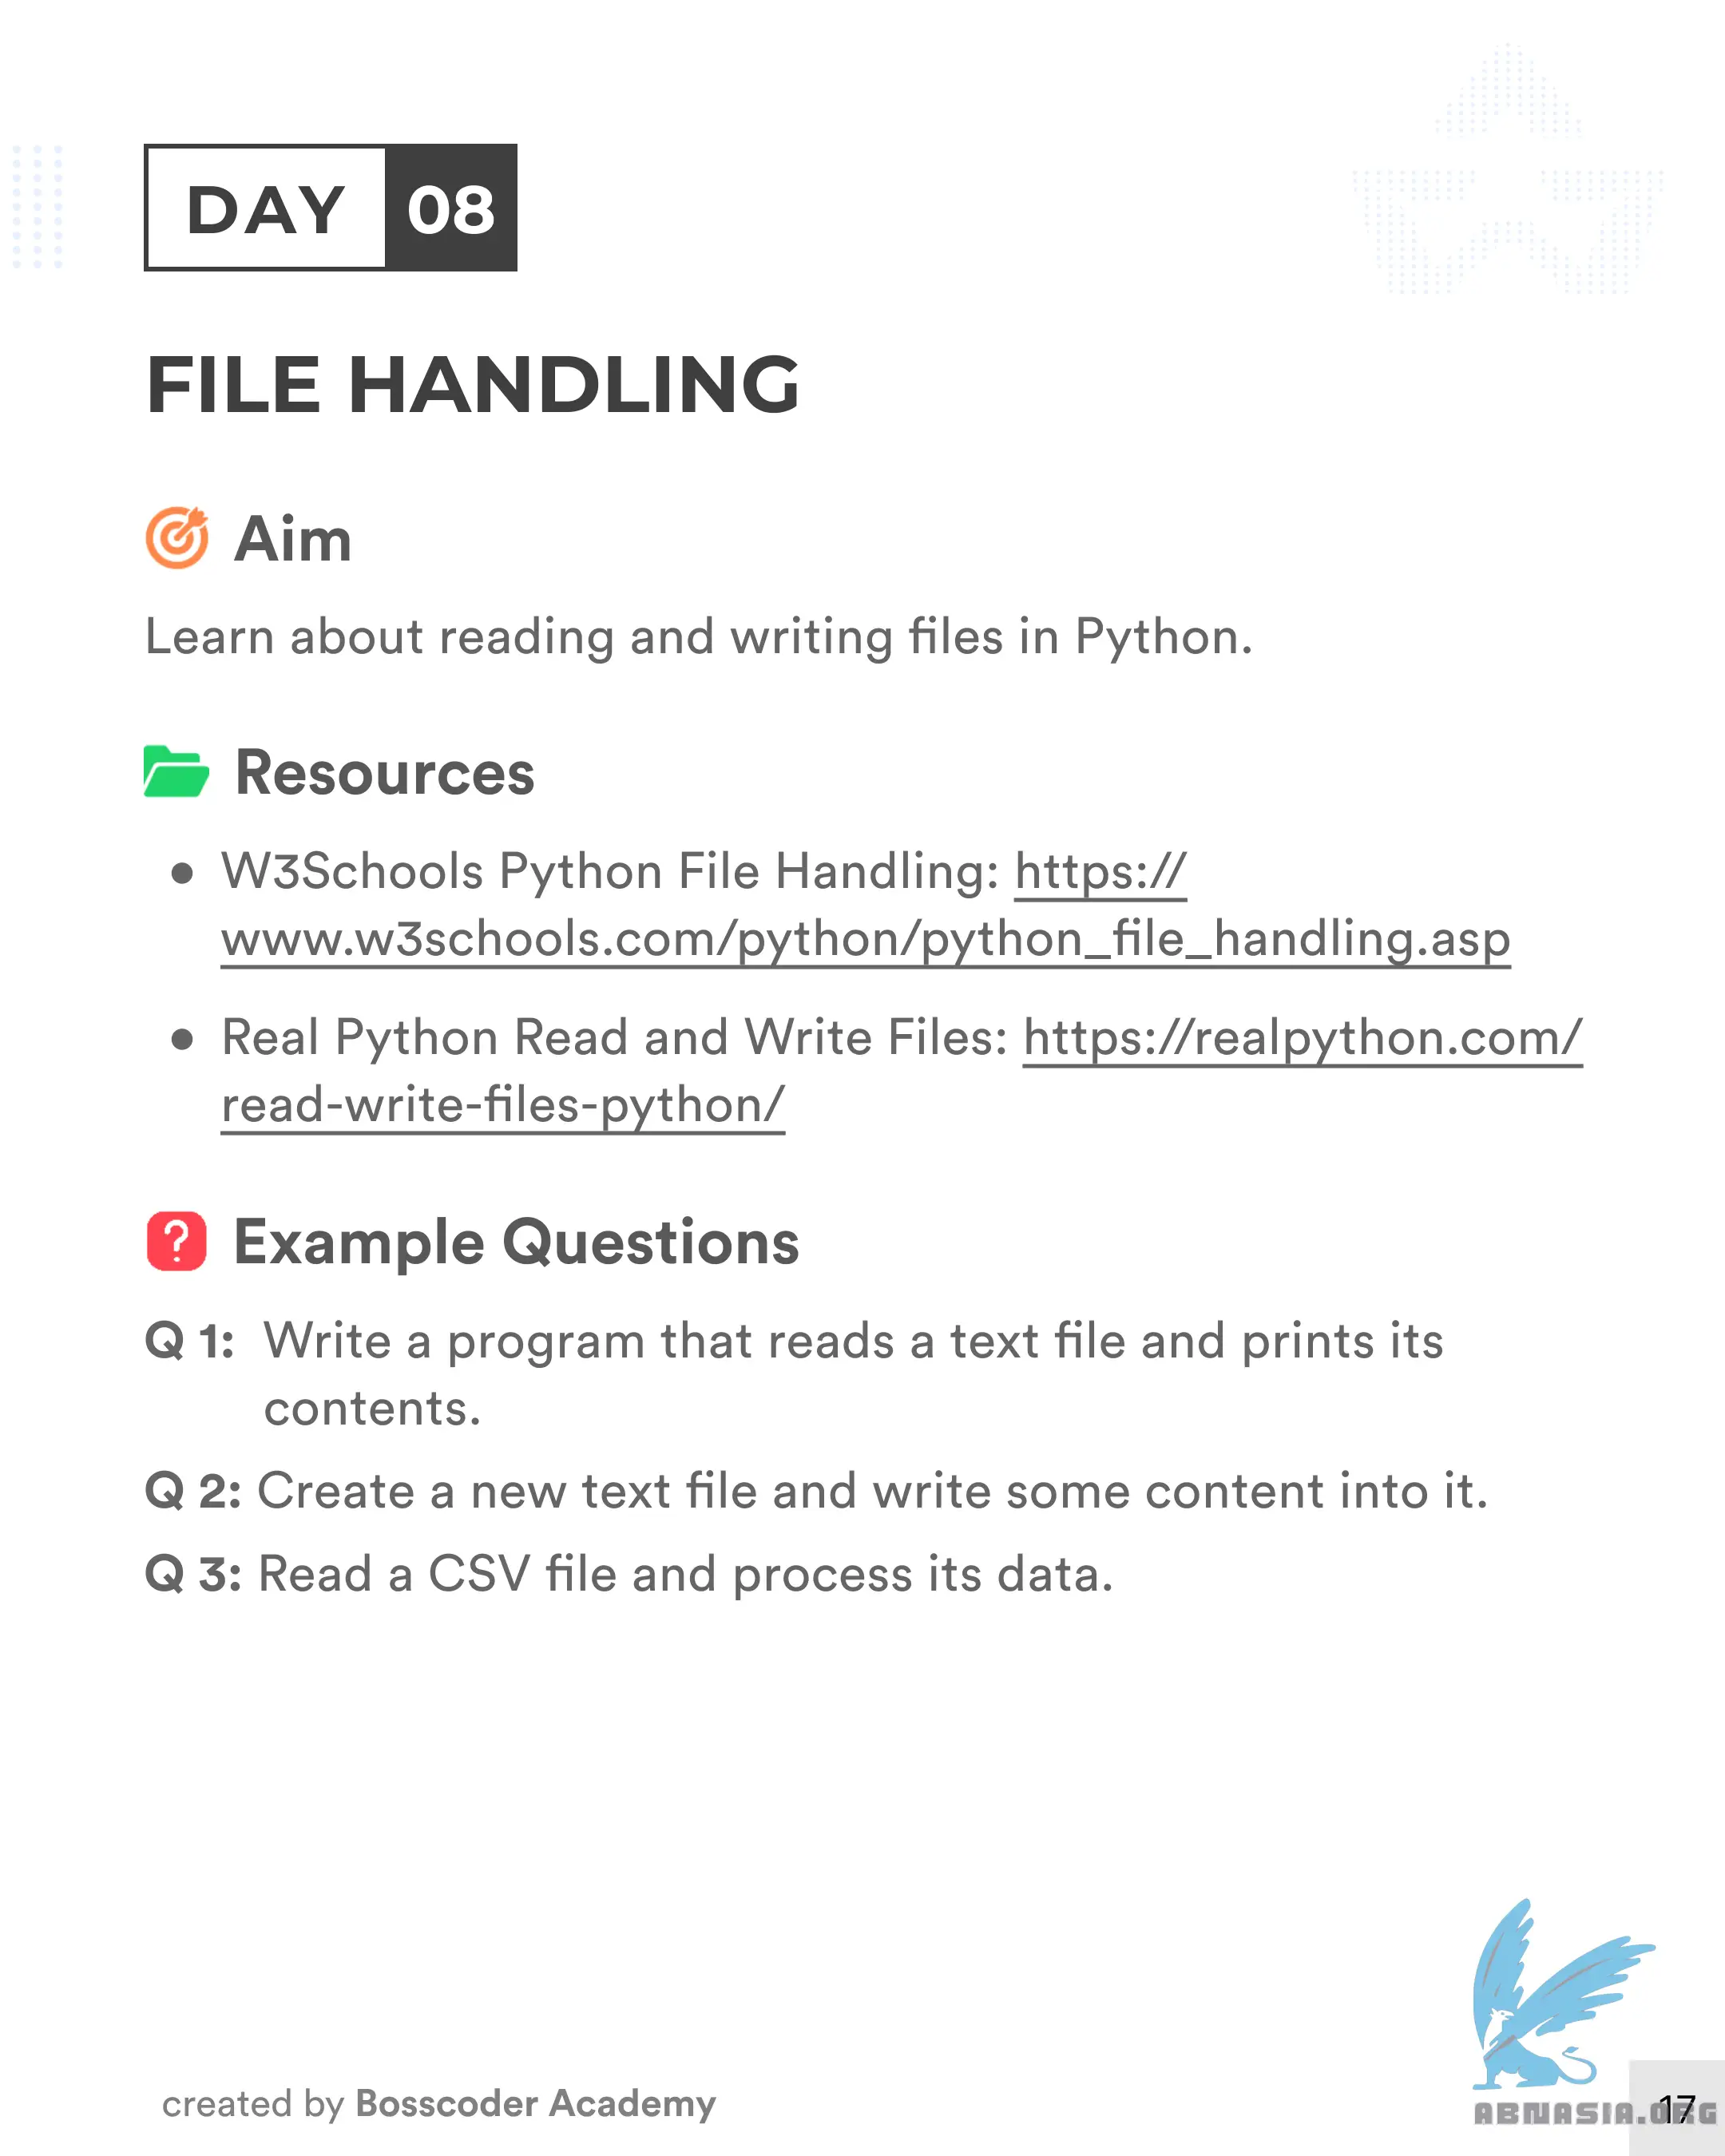 DAY 08
FILE HANDLING
Aim
Learn about reading and writing files in Python.
Resources
● W3Schools Python File Handling: https://
www.w3schools.com/python/python_file_handling.asp
● Real Python Read and Write Files: https://realpython.com/
read-write-files-python/
? Example Questions
Q 1: Write a program that reads a text file and prints its
contents.
Q 2: Create a new text file and write some content into it.
Q 3: Read a CSV file and process its data.
created by Bosscoder Academy
ABNASIA.ORG
17